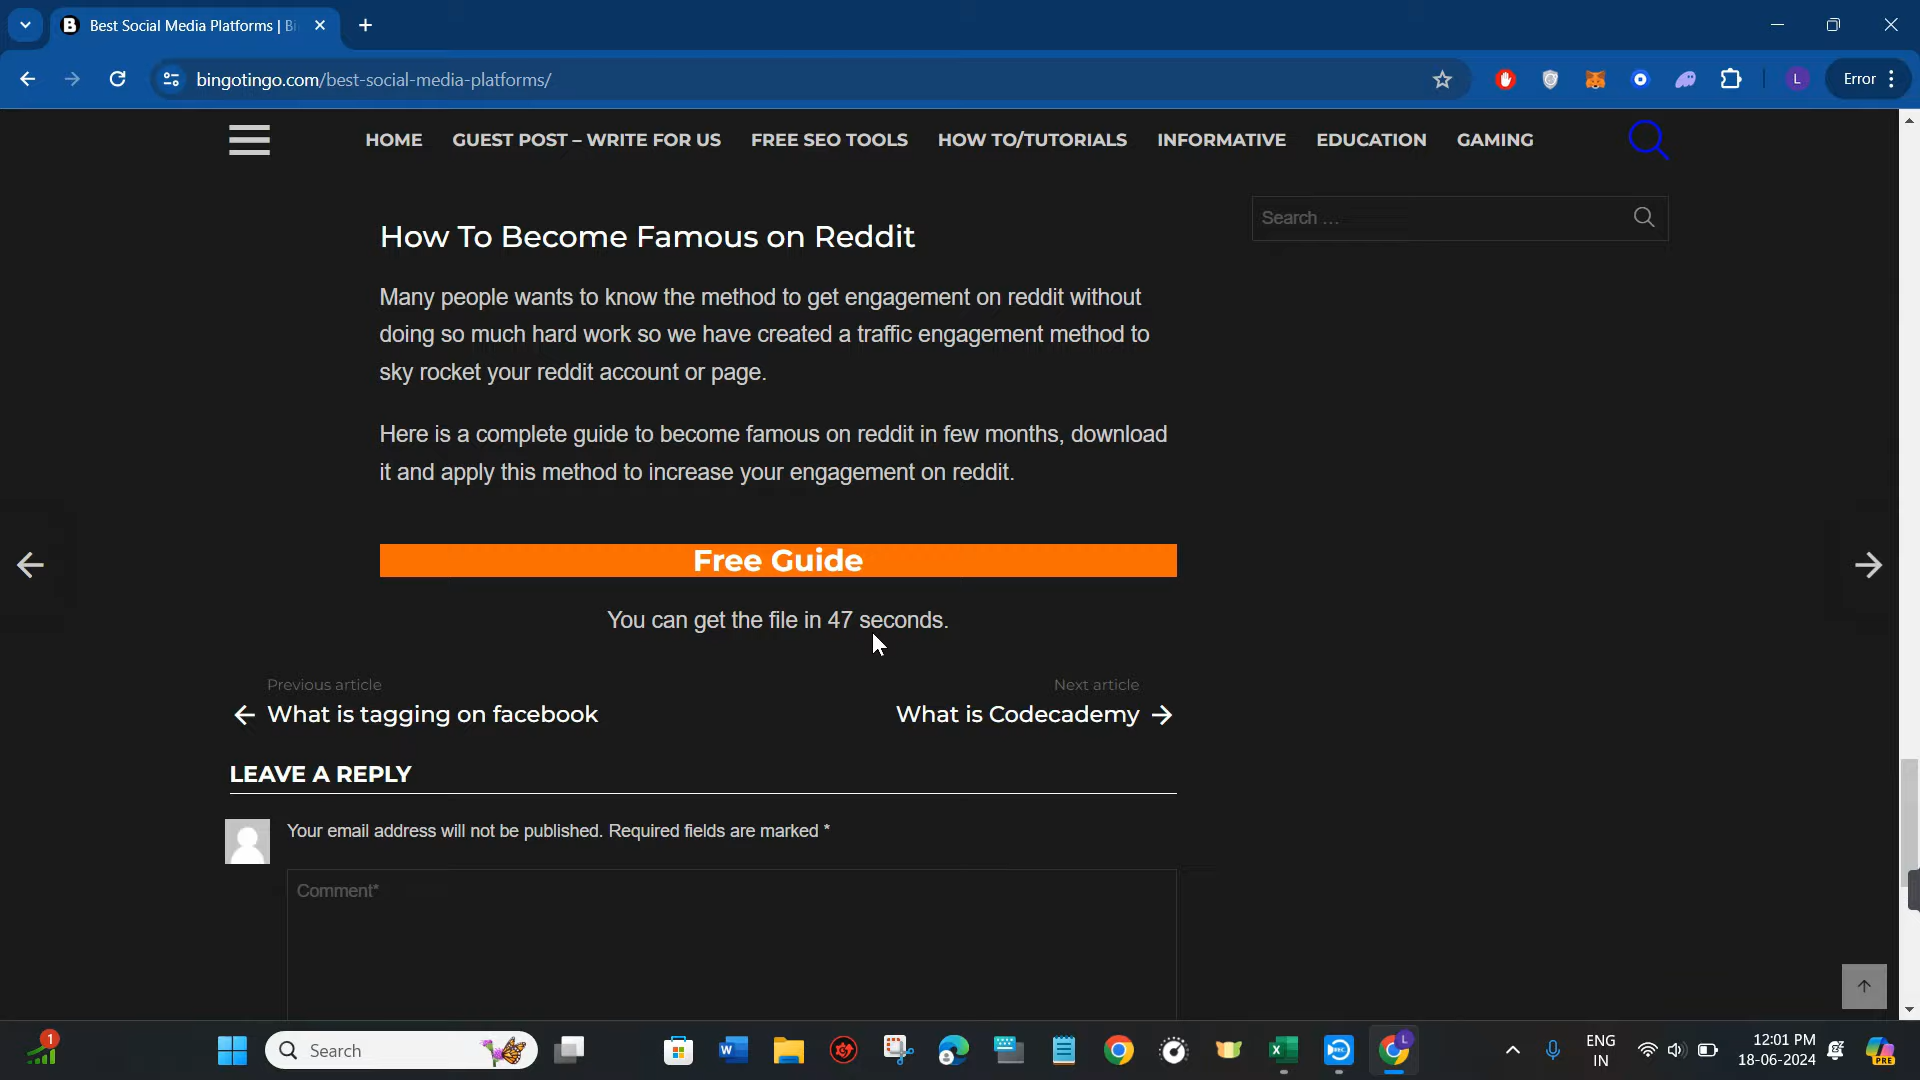 Best Social Media Platforms | Bi
bingotingo.com/best-social-media-platforms/
L
Error
HOME
GUEST POST – WRITE FOR US
FREE SEO TOOLS
HOW TO/TUTORIALS
INFORMATIVE
EDUCATION
GAMING
Search ...
How To Become Famous on Reddit
Many people wants to know the method to get engagement on reddit without
doing so much hard work so we have created a traffic engagement method to
sky rocket your reddit account or page.
Here is a complete guide to become famous on reddit in few months, download
it and apply this method to increase your engagement on reddit.
Free Guide
You can get the file in 47 seconds.
Previous article
What is tagging on facebook
Next article
What is Codecademy
LEAVE A REPLY
Your email address will not be published. Required fields are marked *
Comment*
1
Search
L
ENG
IN
12:01 PM
18-06-2024
PRE